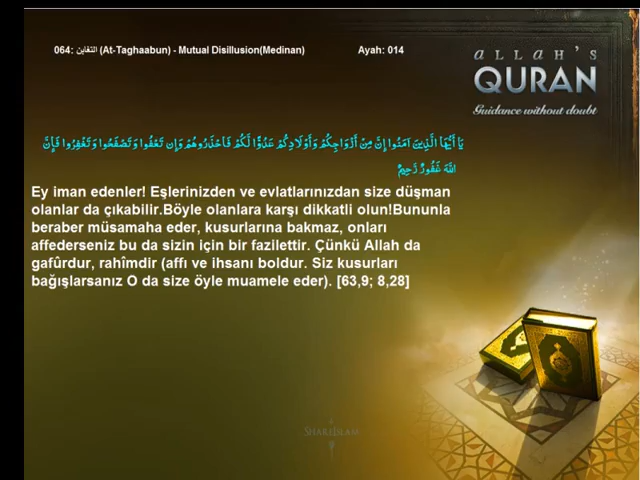 064: التغابن (At-Taghaabun) - Mutual Disillusion(Medinan) Ayah: 014
ALLAH'S
QURAN
Guidance without doubt
يَا أَيُّهَا الَّذِينَ آمَنُوا إِنَّ مِنْ أَزْوَاجِكُمْ وَأَوْلَادِكُمْ عَدُوًّا لَّكُمْ فَاحْذَرُوهُمْ وَإِن تَعْفُوا وَتَصْفَحُوا وَتَغْفِرُوا فَإِنَّ
اللَّهَ غَفُورٌ رَّحِيمٌ
Ey iman edenler! Eşlerinizden ve evlatlarınızdan size düşman
olanlar da çıkabilir.Böyle olanlara karşı dikkatli olun!Bununla
beraber müsamaha eder, kusurlarına bakmaz, onları
affederseniz bu da sizin için bir fazilettir. Çünkü Allah da
gafûrdur, rahîmdir (affı ve ihsanı boldur. Siz kusurları
bağışlarsanız O da size öyle muamele eder). [63,9; 8,28]
SHAREISLAM